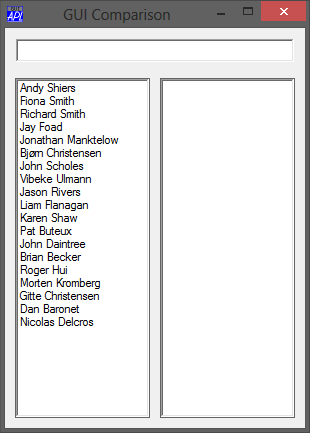 GUI Comparison
Andy Shiers
Fiona Smith
Richard Smith
Jay Foad
Jonathan Manktelow
Bjørn Christensen
John Scholes
Vibeke Ulmann
Jason Rivers
Liam Flanagan
Karen Shaw
Pat Buteux
John Daintree
Brian Becker
Roger Hui
Morten Kromberg
Gitte Christensen
Dan Baronet
Nicolas Delcros